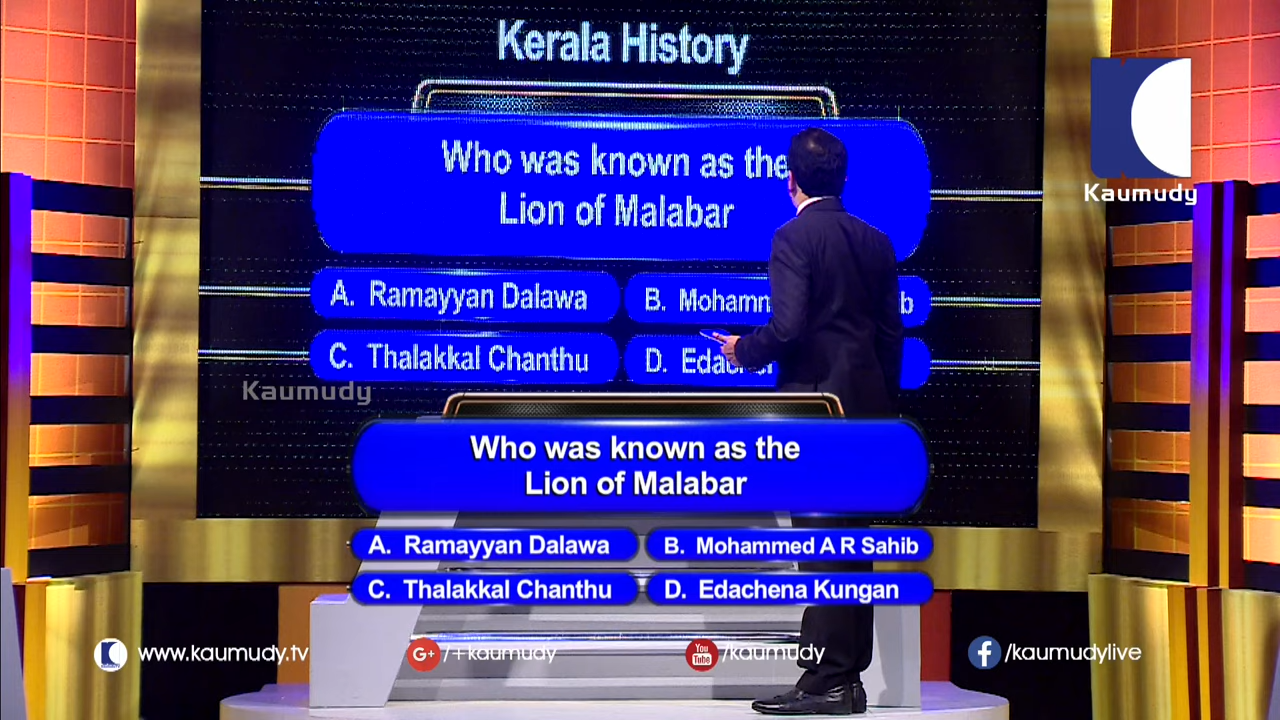 Kerala History
Who was known as the
Lion of Malabar
A. Ramayyan Dalawa
B. Mohamm b
C. Thalakkal Chanthu
D. Edach
Kaumudy
Kaumudy
Who was known as the
Lion of Malabar
A. Ramayyan Dalawa
B. Mohammed A R Sahib
C. Thalakkal Chanthu
D. Edachena Kungan
www.kaumudy.tv
G+ /+kaumudy
You Tube /kaumudy
f /kaumudylive